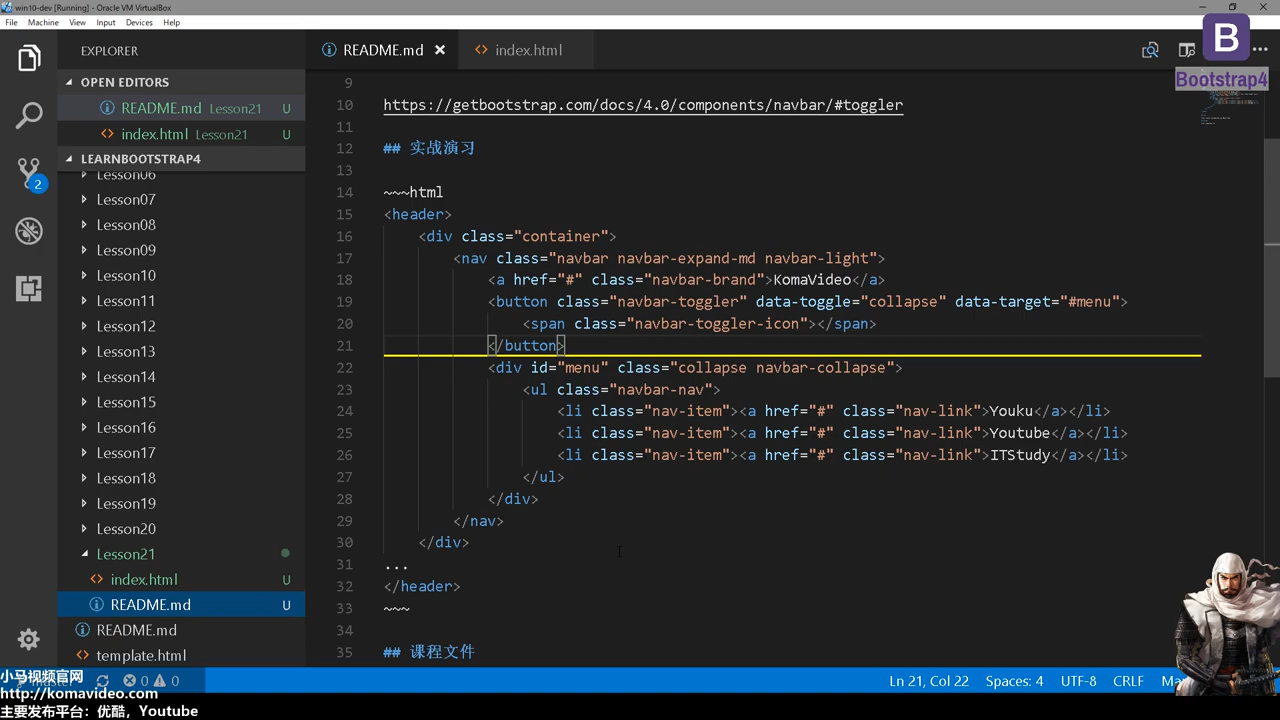 win10-dev [Running] - Oracle VM VirtualBox
File Machine View Input Devices Help
EXPLORER
OPEN EDITORS
README.md Lesson21 U
index.html Lesson21 U
LEARNBOOTSTRAP4
Lesson06
Lesson07
Lesson08
Lesson09
Lesson10
Lesson11
Lesson12
Lesson13
Lesson14
Lesson15
Lesson16
Lesson17
Lesson18
Lesson19
Lesson20
Lesson21
index.html U
README.md U
README.md
template.html
2
README.md index.html
B
Bootstrap4
9
10 https://getbootstrap.com/docs/4.0/components/navbar/#toggler
11
12 ## 实战演习
13
14 ~~~html
15 <header>
16 <div class="container">
17 <nav class="navbar navbar-expand-md navbar-light">
18 <a href="#" class="navbar-brand">KomaVideo</a>
19 <button class="navbar-toggler" data-toggle="collapse" data-target="#menu">
20 <span class="navbar-toggler-icon"></span>
21 </button>
22 <div id="menu" class="collapse navbar-collapse">
23 <ul class="navbar-nav">
24 <li class="nav-item"><a href="#" class="nav-link">Youku</a></li>
25 <li class="nav-item"><a href="#" class="nav-link">Youtube</a></li>
26 <li class="nav-item"><a href="#" class="nav-link">ITStudy</a></li>
27 </ul>
28 </div>
29 </nav>
30 </div>
31 ...
32 </header>
33 ~~~
34
35 ## 课程文件
0 0 Ln 21, Col 22 Spaces: 4 UTF-8 CRLF
小马视频官网
http://komavideo.com
主要发布平台：优酷，Youtube